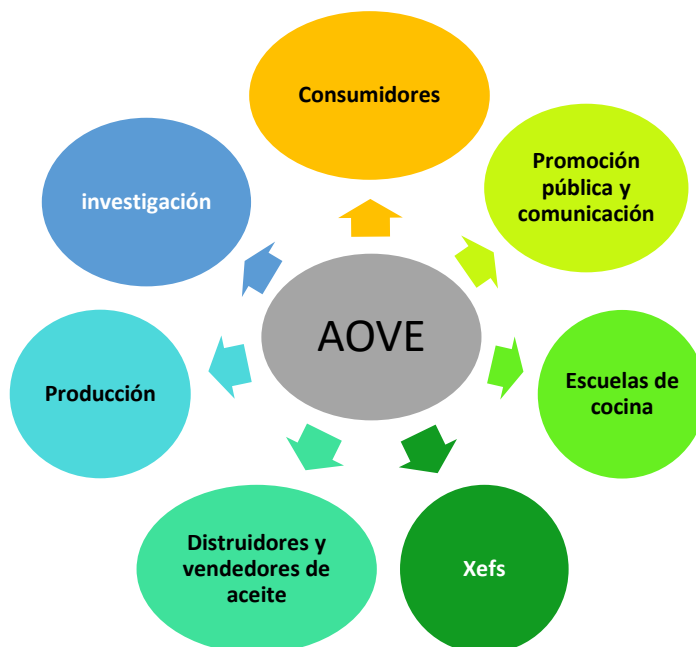 Consumidores
Promoción
pública y
comunicación
investigación
AOVE
Producción
Escuelas de
cocina
Distruidores y
vendedores de
aceite
Xefs